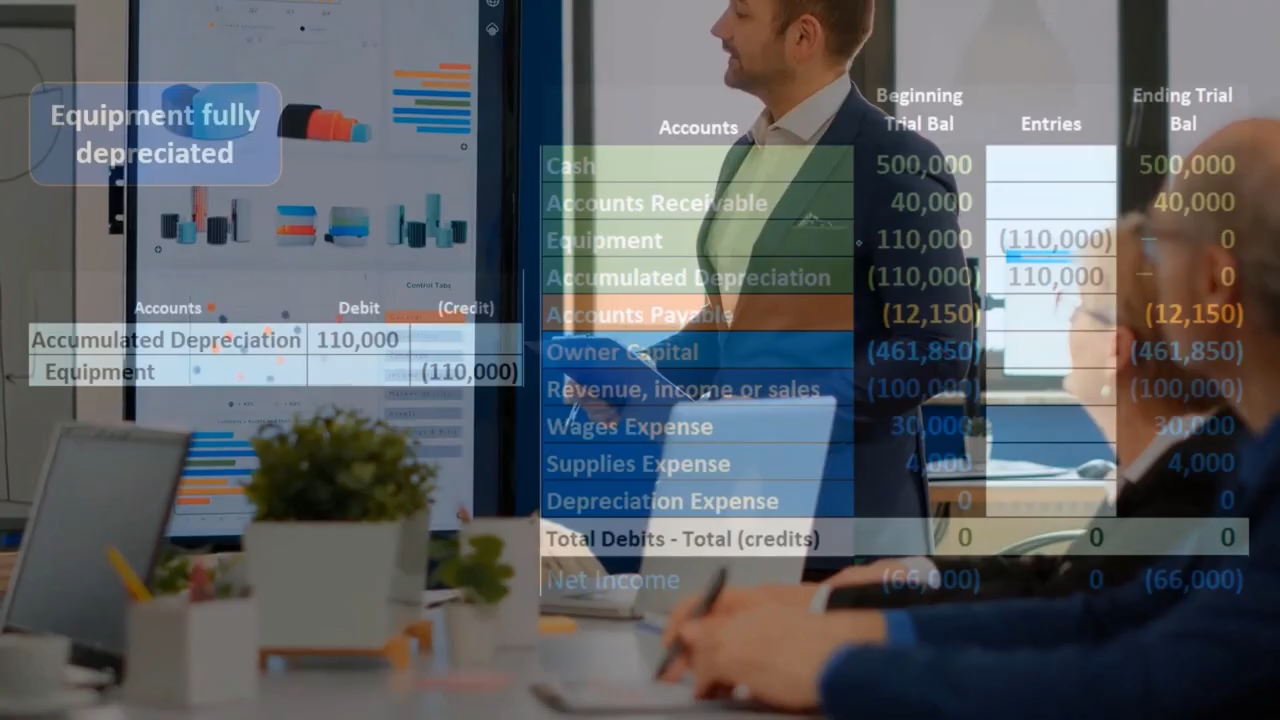 Equipment fully
depreciated
Accounts Debit (Credit)
Accumulated Depreciation 110,000
Equipment (110,000)
Beginning Ending Trial
Accounts Trial Bal Entries Bal
Cash 500,000 500,000
Accounts Receivable 40,000 40,000
Equipment 110,000 (110,000) 0
Accumulated Depreciation (110,000) 110,000 0
Accounts Payable (12,150) (12,150)
Owner Capital (461,850) (461,850)
Revenue, income or sales (100,000) (100,000)
Wages Expense 30,000 30,000
Supplies Expense 4,000 4,000
Depreciation Expense 0 0
Total Debits - Total (credits) 0 0 0
Net Income (66,000) 0 (66,000)
Control Tabs